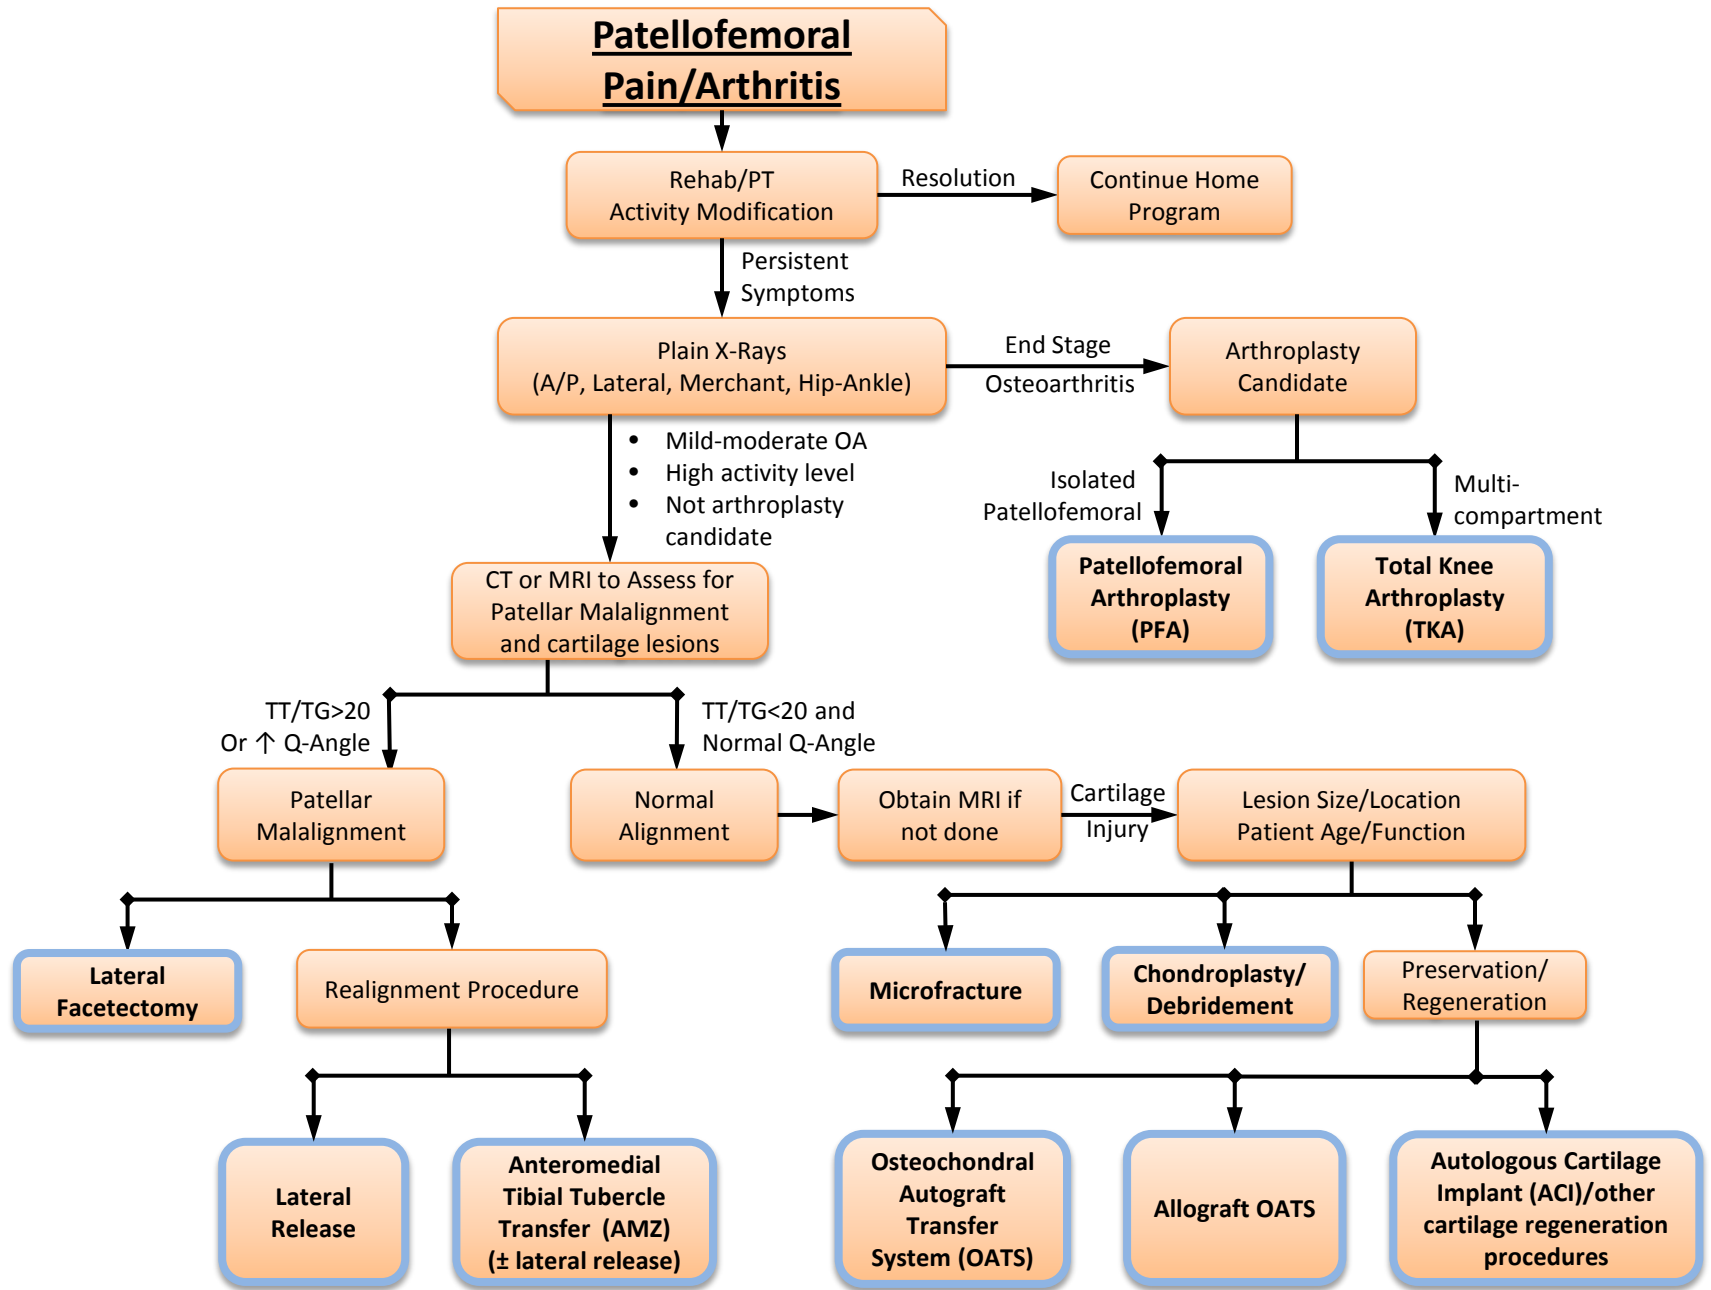 Patellofemoral
Pain/Arthritis
Rehab/PT
Activity Modification
Resolution
Continue Home
Program
Persistent
Symptoms
Plain X-Rays
(A/P, Lateral, Merchant, Hip-Ankle)
End Stage
Osteoarthritis
Arthroplasty
Candidate
• Mild-moderate OA
• High activity level
• Not arthroplasty
candidate
Isolated
Patellofemoral
Multi-
compartment
Patellofemoral
Arthroplasty
(PFA)
Total Knee
Arthroplasty
(TKA)
CT or MRI to Assess for
Patellar Malalignment
and cartilage lesions
TT/TG>20
Or ↑ Q-Angle
TT/TG<20 and
Normal Q-Angle
Patellar
Malalignment
Normal
Alignment
Obtain MRI if
not done
Cartilage
Injury
Lesion Size/Location
Patient Age/Function
Lateral
Facetectomy
Realignment Procedure
Microfracture
Chondroplasty/
Debridement
Preservation/
Regeneration
Lateral
Release
Anteromedial
Tibial Tubercle
Transfer (AMZ)
(± lateral release)
Osteochondral
Autograft
Transfer
System (OATS)
Allograft OATS
Autologous Cartilage
Implant (ACI)/other
cartilage regeneration
procedures